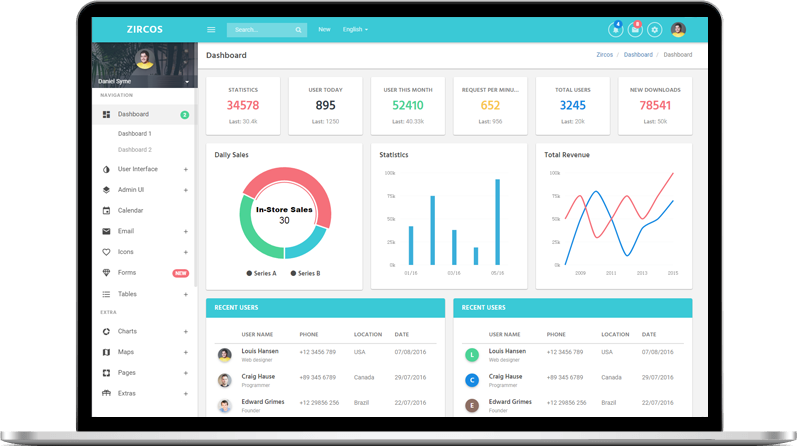 ZIRCOS
Search...
New
English
4
8
Daniel Syme
NAVIGATION
Dashboard
2
Dashboard 1
Dashboard 2
User Interface +
Admin UI +
Calendar
Email +
Icons +
Forms
NEW
Tables +
EXTRA
Charts +
Maps +
Pages +
Extras +
Dashboard
Zircos / Dashboard / Dashboard
STATISTICS
34578
Last: 30.4k
USER TODAY
895
Last: 1250
USER THIS MONTH
52410
Last: 40.33k
REQUEST PER MINU...
652
Last: 956
TOTAL USERS
3245
Last: 20k
NEW DOWNLOADS
78541
Last: 50k
Daily Sales
In-Store Sales
30
Series A
Series B
Statistics
100k
75k
50k
25k
0k
01/16
02/16
05/16
Total Revenue
100k
75k
50k
25k
0k
2009
2011
2013
2015
RECENT USERS
USER NAME PHONE LOCATION DATE
Louis Hansen +12 3456 789 USA 07/08/2016
Web designer
Craig Hause +89 345 6789 Canada 29/07/2016
Programmer
Edward Grimes +12 29856 256 Brazil 22/07/2016
Founder
RECENT USERS
USER NAME PHONE LOCATION DATE
L Louis Hansen +12 3456 789 USA 07/08/2016
Web designer
C Craig Hause +89 345 6789 Canada 29/07/2016
Programmer
E Edward Grimes +12 29856 256 Brazil 22/07/2016
Founder